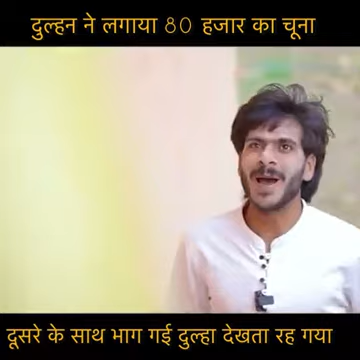 दुल्हन ने लगाया 80 हजार का चूना
दूसरे के साथ भाग गई दुल्हा देखता रह गया